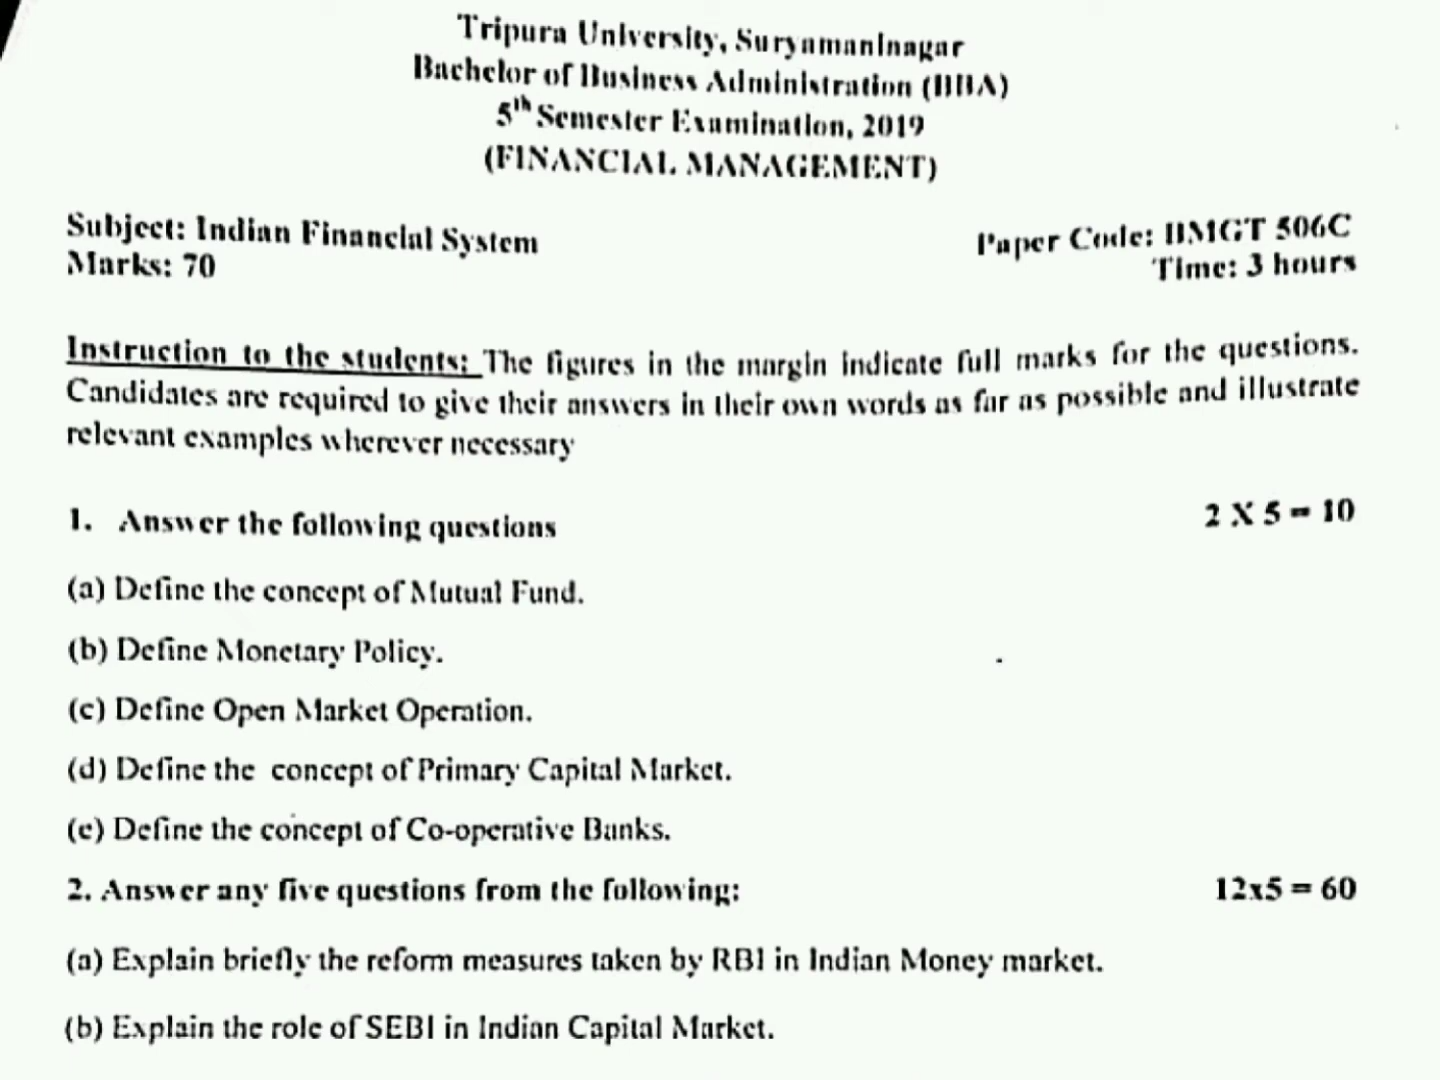 Tripura University, Suryamaninagar
Bachelor of Business Administration (BBA)
5th Semester Examination, 2019
(FINANCIAL MANAGEMENT)
Subject: Indian Financial System
Paper Code: BMGT 506C
Marks: 70
Time: 3 hours
Instruction to the students: The figures in the margin indicate full marks for the questions.
Candidates are required to give their answers in their own words as far as possible and illustrate
relevant examples wherever necessary
1. Answer the following questions 2 X 5 = 10
(a) Define the concept of Mutual Fund.
(b) Define Monetary Policy.
(c) Define Open Market Operation.
(d) Define the concept of Primary Capital Market.
(e) Define the concept of Co-operative Banks.
2. Answer any five questions from the following: 12x5 = 60
(a) Explain briefly the reform measures taken by RBI in Indian Money market.
(b) Explain the role of SEBI in Indian Capital Market.